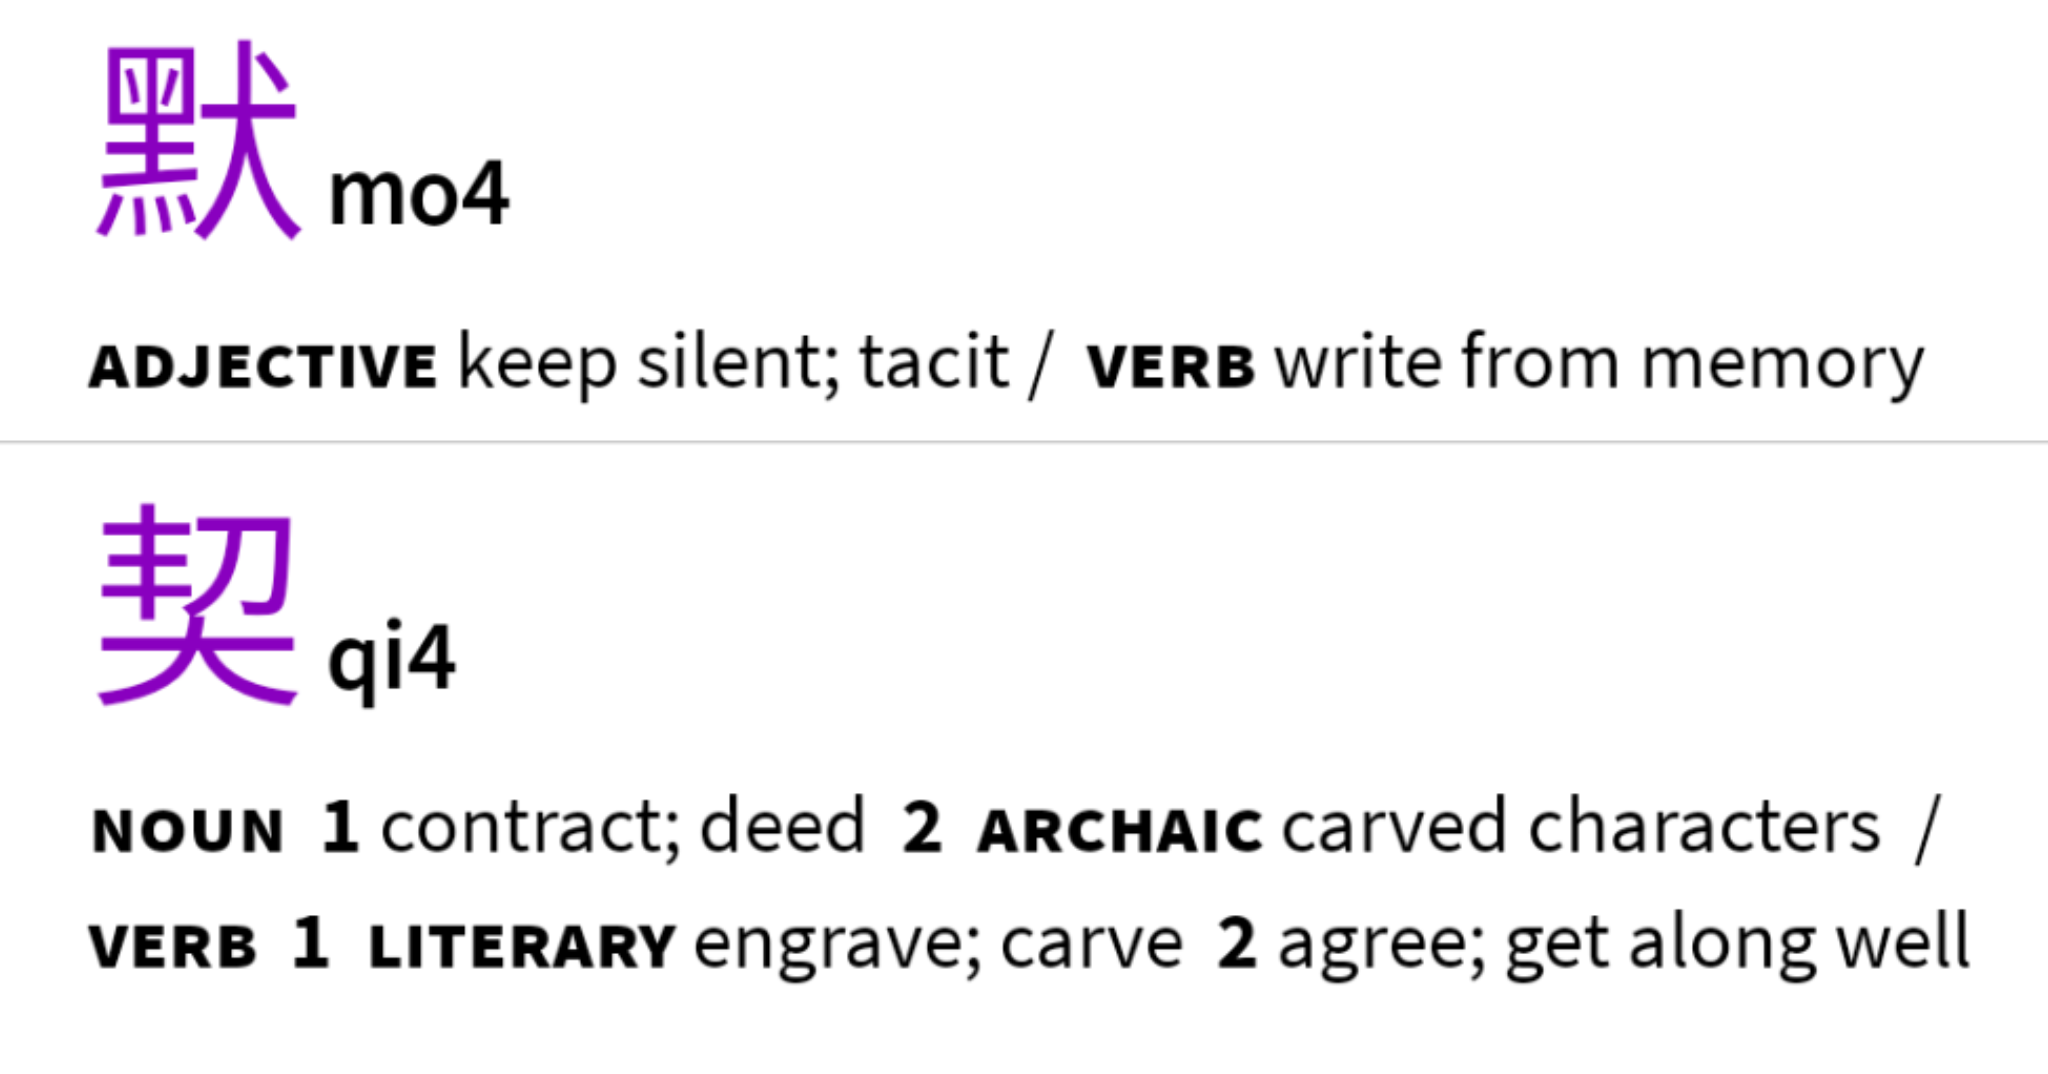 默 mo4
ADJECTIVE keep silent; tacit / VERB write from memory
契 qi4
NOUN 1 contract; deed 2 ARCHAIC carved characters /
VERB 1 LITERARY engrave; carve 2 agree; get along well